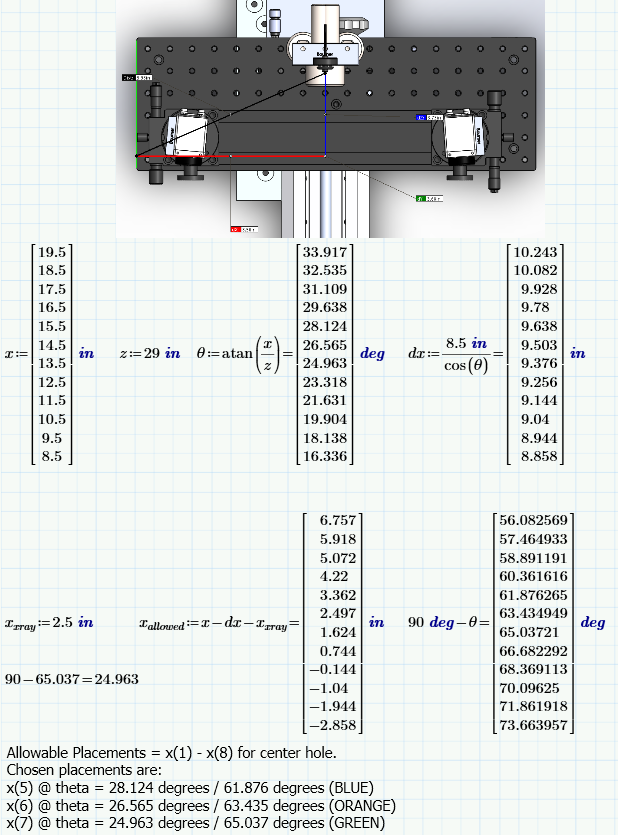 x:=[19.5 18.5 17.5 16.5 15.5 14.5 13.5 12.5 11.5 10.5 9.5 8.5] in
z:=29 in
θ:=atan(x/z)=[33.917 32.535 31.109 29.638 28.124 26.565 24.963 23.318 21.631 19.904 18.138 16.336] deg
dx:=8.5 in/cos(θ)=[10.243 10.082 9.928 9.78 9.638 9.503 9.376 9.256 9.144 9.04 8.944 8.858] in
x_xray:=2.5 in
x_allowed:=x−dx−x_xray=[6.757 5.918 5.072 4.22 3.362 2.497 1.624 0.744 −0.144 −1.04 −1.944 −2.858] in
90 deg−θ=[56.082569 57.464933 58.891191 60.361616 61.876265 63.434949 65.03721 66.682292 68.369113 70.09625 71.861918 73.663957] deg
90−65.037=24.963
Allowable Placements = x(1) - x(8) for center hole.
Chosen placements are:
x(5) @ theta = 28.124 degrees / 61.876 degrees (BLUE)
x(6) @ theta = 26.565 degrees / 63.435 degrees (ORANGE)
x(7) @ theta = 24.963 degrees / 65.037 degrees (GREEN)